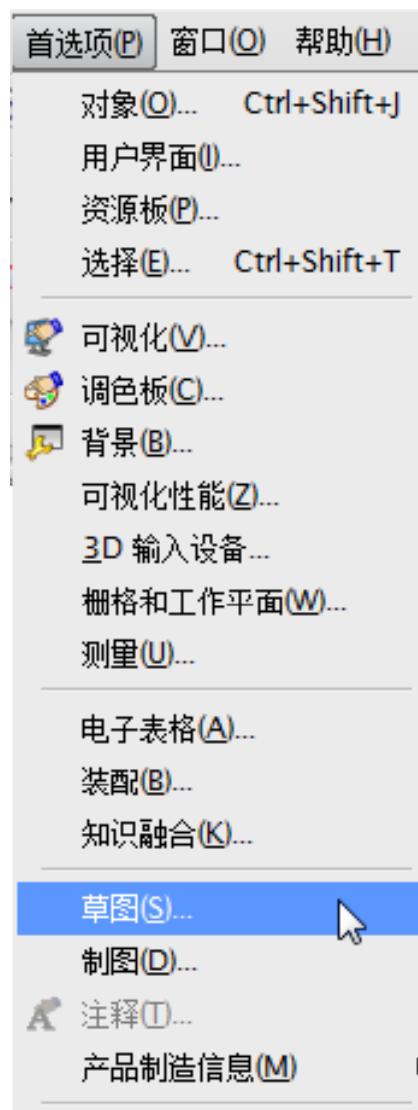 首选项(P) 窗口(O) 帮助(H)
对象(O)... Ctrl+Shift+J
用户界面(I)...
资源板(P)...
选择(E)... Ctrl+Shift+T
可视化(V)...
调色板(C)...
背景(B)...
可视化性能(Z)...
3D 输入设备...
栅格和工作平面(W)...
测量(U)...
电子表格(A)...
装配(B)...
知识融合(K)...
草图(S)...
制图(D)...
注释(T)...
产品制造信息(M)